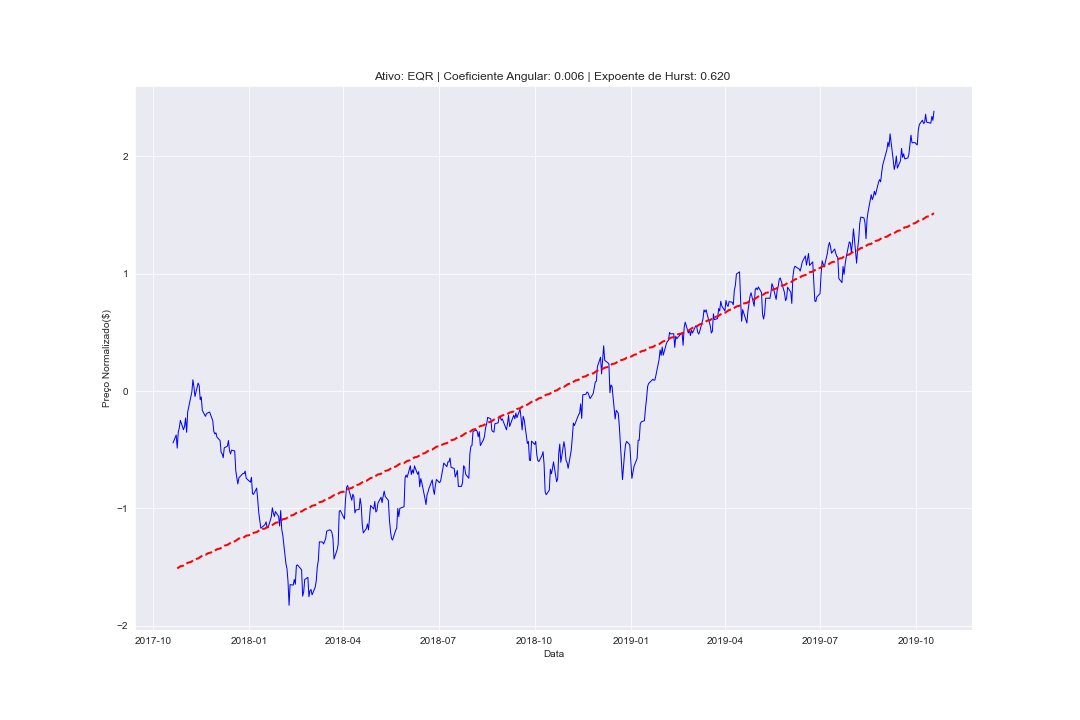 Ativo: EQR | Coeficiente Angular: 0.006 | Expoente de Hurst: 0.620
Preço Normalizado($)
2
1
0
−1
−2
2017-10 2018-01 2018-04 2018-07 2018-10 2019-01 2019-04 2019-07 2019-10
Data